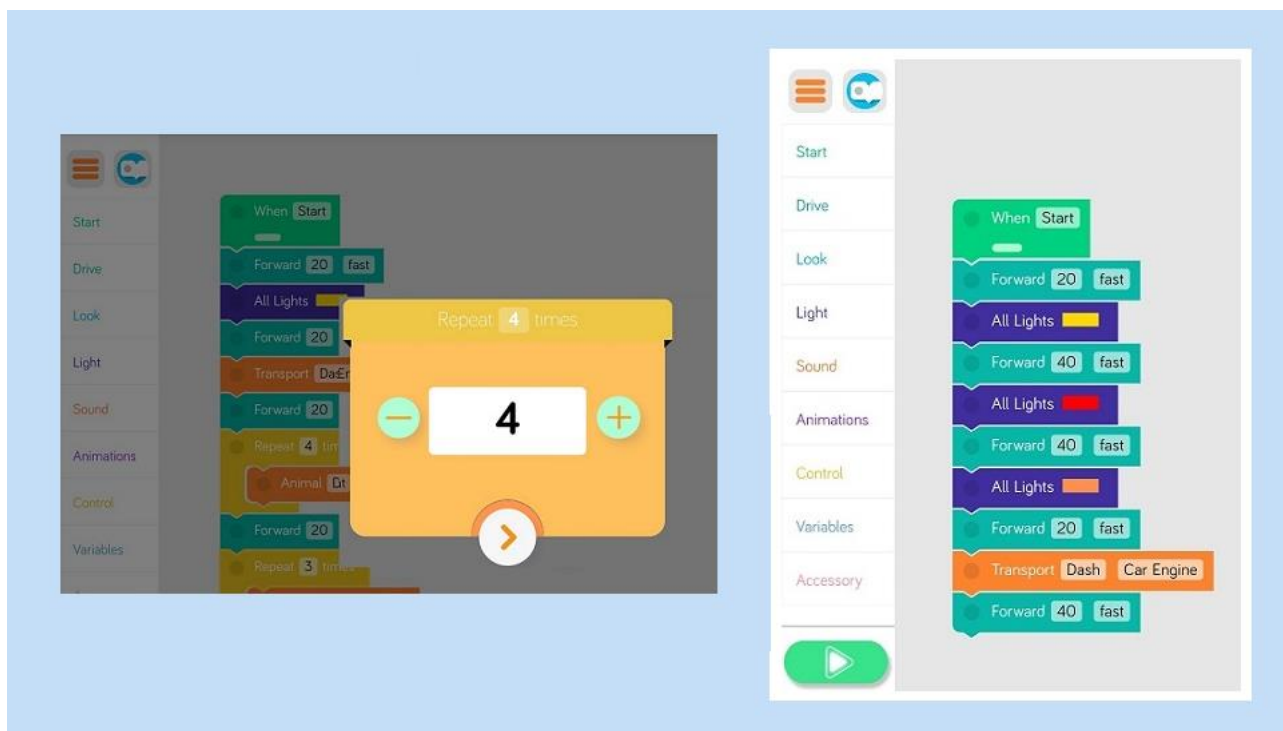 Start
Drive
Look
Light
Sound
Animations
Control
Variables
When Start
Forward 20 fast
All Lights
Forward 20
Transport
Forward 20
Repeat 4
Animal
Forward 20
Repeat 3
Repeat 4 times
4
Start
Drive
Look
Light
Sound
Animations
Control
Variables
Accessory
When Start
Forward 20 fast
All Lights
Forward 40 fast
All Lights
Forward 40 fast
All Lights
Forward 20 fast
Transport Dash Car Engine
Forward 40 fast